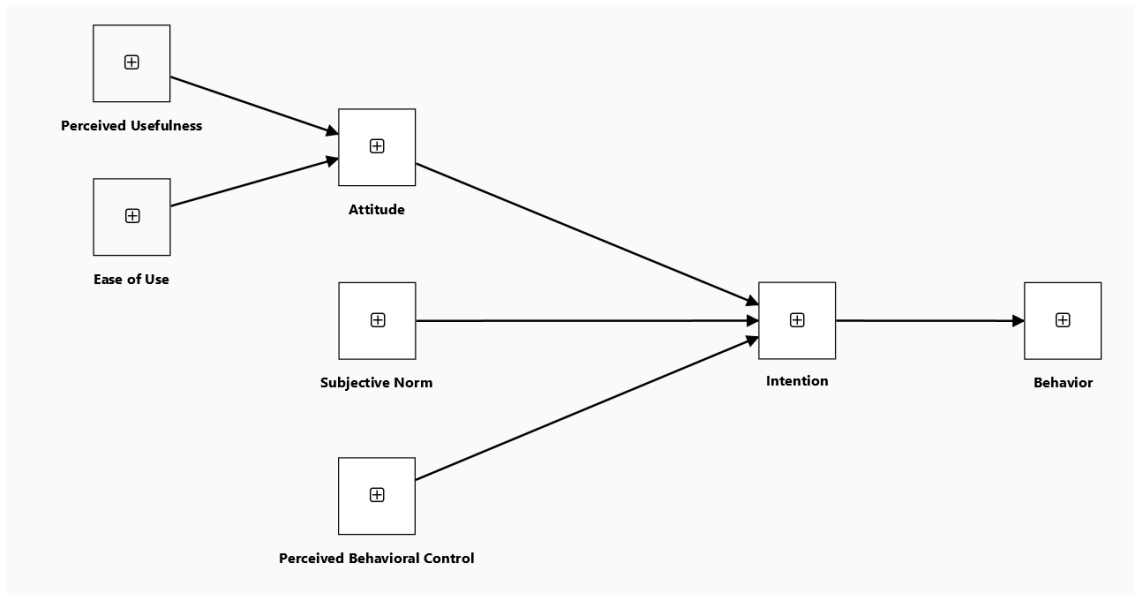 Perceived Usefulness
Attitude
Ease of Use
Subjective Norm
Intention
Behavior
Perceived Behavioral Control